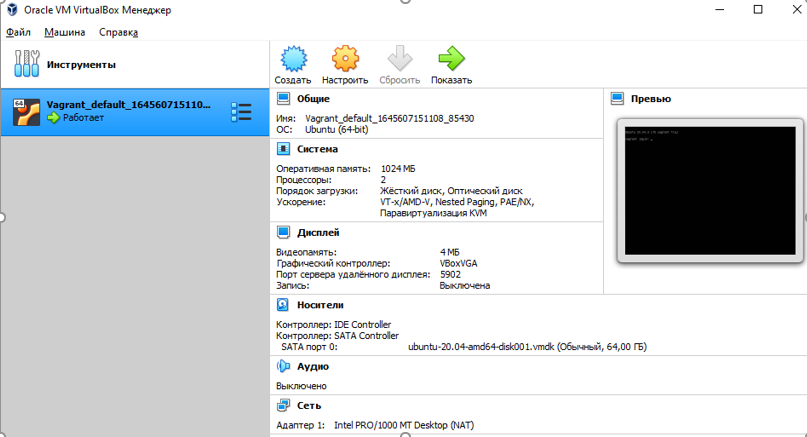 Oracle VM VirtualBox Менеджер
Файл Машина Справка
Инструменты
Создать Настроить Сбросить Показать
64
Vagrant_default_164560715110...
Работает
Общие
Имя: Vagrant_default_1645607151108_85430
ОС: Ubuntu (64-bit)
Система
Оперативная память: 1024 МБ
Процессоры: 2
Порядок загрузки: Жёсткий диск, Оптический диск
Ускорение: VT-x/AMD-V, Nested Paging, PAE/NX,
Паравиртуализация KVM
Дисплей
Видеопамять: 4 МБ
Графический контроллер: VBoxVGA
Порт сервера удалённого дисплея: 5902
Запись: Выключена
Носители
Контроллер: IDE Controller
Контроллер: SATA Controller
SATA порт 0: ubuntu-20.04-amd64-disk001.vmdk (Обычный, 64,00 ГБ)
Аудио
Выключено
Сеть
Адаптер 1: Intel PRO/1000 MT Desktop (NAT)
Превью